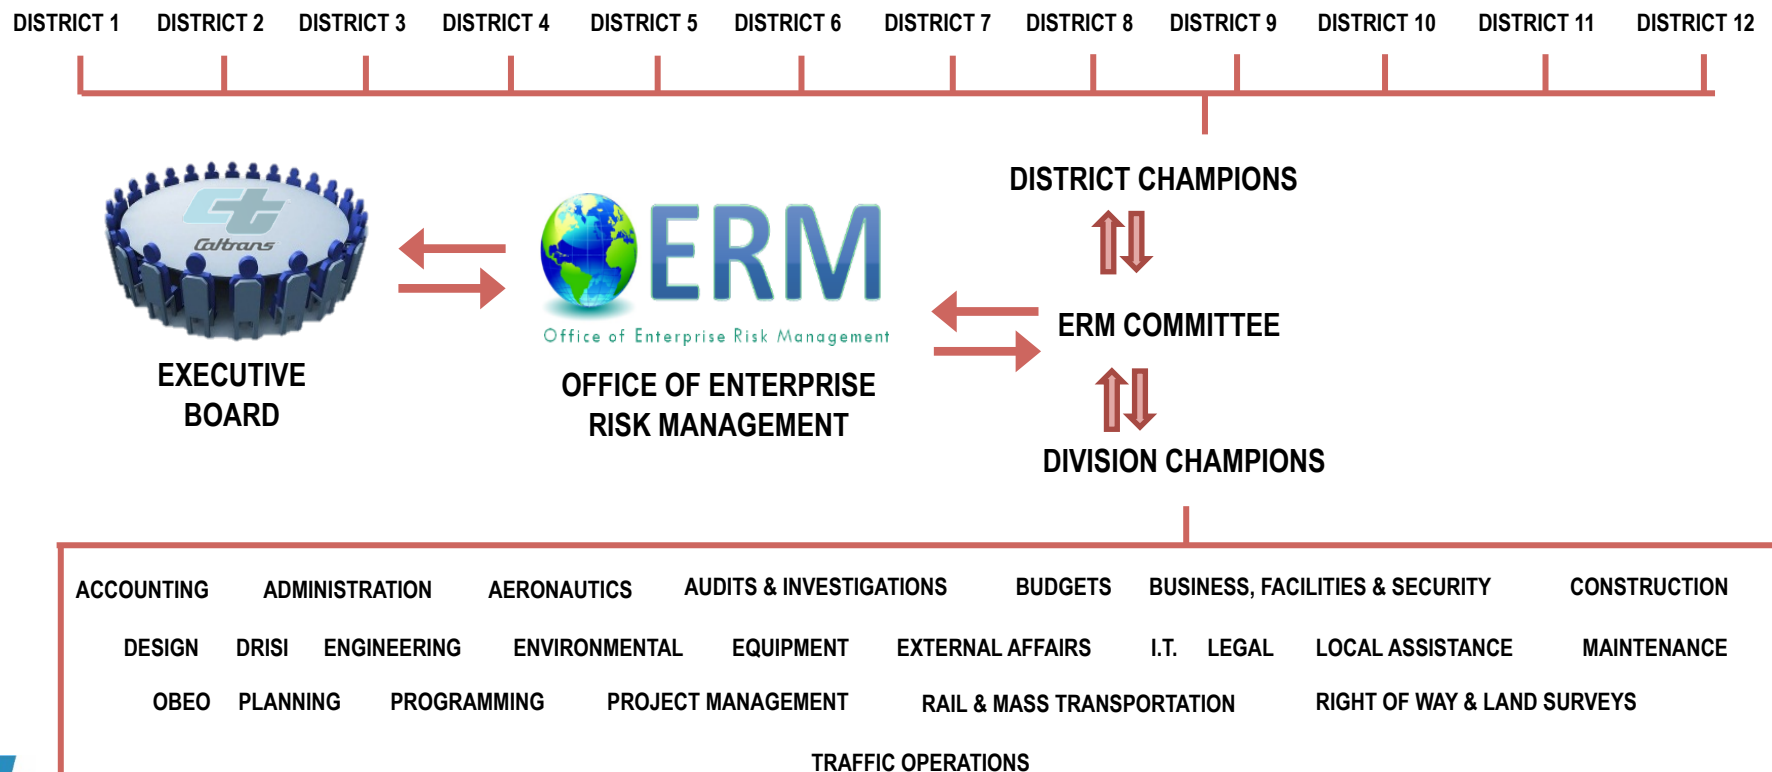 DISTRICT 1 DISTRICT 2 DISTRICT 3 DISTRICT 4 DISTRICT 5 DISTRICT 6 DISTRICT 7 DISTRICT 8 DISTRICT 9 DISTRICT 10 DISTRICT 11 DISTRICT 12
Ct
Caltrans
EXECUTIVE
BOARD
ERM
Office of Enterprise Risk Management
OFFICE OF ENTERPRISE
RISK MANAGEMENT
DISTRICT CHAMPIONS
ERM COMMITTEE
DIVISION CHAMPIONS
ACCOUNTING ADMINISTRATION AERONAUTICS AUDITS & INVESTIGATIONS BUDGETS BUSINESS, FACILITIES & SECURITY CONSTRUCTION
DESIGN DRISI ENGINEERING ENVIRONMENTAL EQUIPMENT EXTERNAL AFFAIRS I.T. LEGAL LOCAL ASSISTANCE MAINTENANCE
OBEO PLANNING PROGRAMMING PROJECT MANAGEMENT RAIL & MASS TRANSPORTATION RIGHT OF WAY & LAND SURVEYS
TRAFFIC OPERATIONS